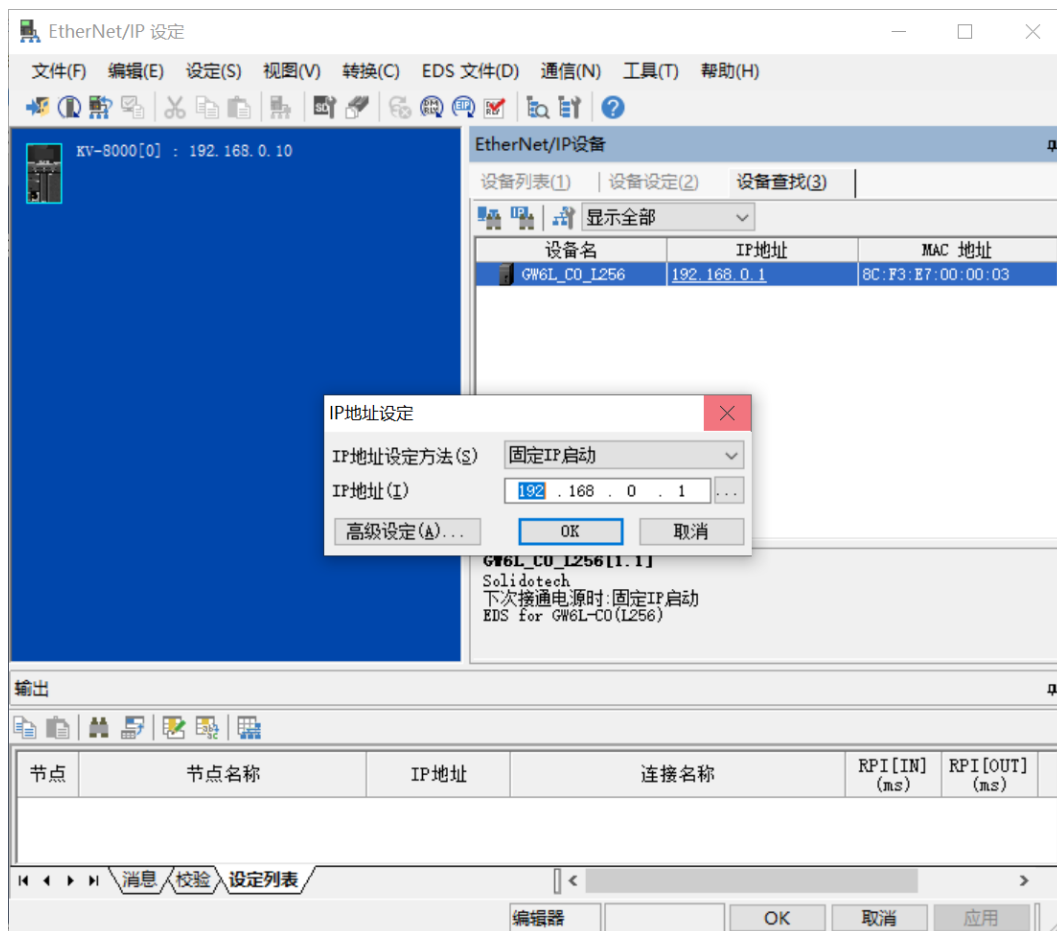 EtherNet/IP 设定
文件(F) 编辑(E) 设定(S) 视图(V) 转换(C) EDS 文件(D) 通信(N) 工具(T) 帮助(H)
KV-8000[0] : 192.168.0.10
EtherNet/IP设备
设备列表(1) 设备设定(2) 设备查找(3)
显示全部
设备名 IP地址 MAC 地址
GW6L_CO_L256 192.168.0.1 8C:F3:E7:00:00:03
IP地址设定
IP地址设定方法(S) 固定IP启动
IP地址(I) 192 . 168 . 0 . 1 ...
高级设定(A)... OK 取消
GW6L_CO_L256[1.1]
Solidotech
下次接通电源时:固定IP启动
EDS for GW6L-CO(L256)
输出
节点 节点名称 IP地址 连接名称 RPI[IN] (ms) RPI[OUT] (ms)
消息 校验 设定列表
编辑器 OK 取消 应用